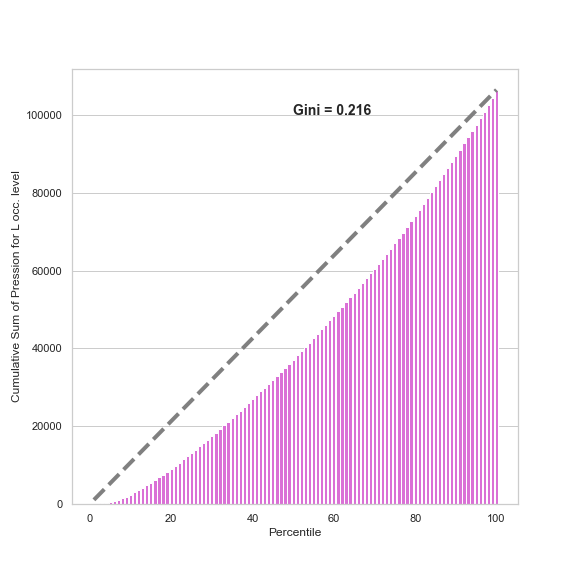 Gini = 0.216
Cumulative Sum of Pression for L occ. level
100000
80000
60000
40000
20000
0
0 20 40 60 80 100
Percentile